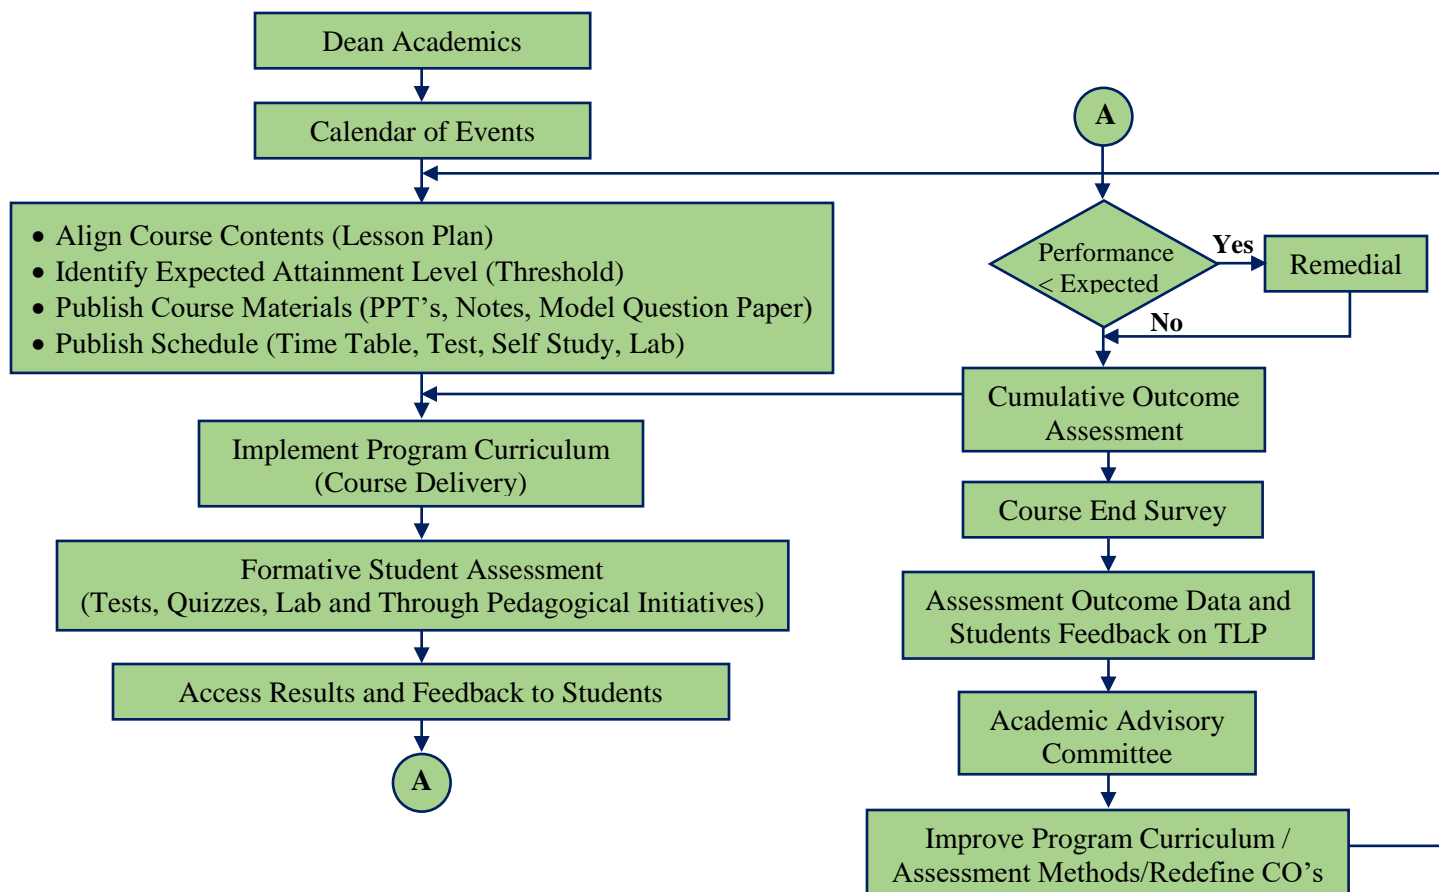 Dean Academics
Calendar of Events
• Align Course Contents (Lesson Plan)
• Identify Expected Attainment Level (Threshold)
• Publish Course Materials (PPT’s, Notes, Model Question Paper)
• Publish Schedule (Time Table, Test, Self Study, Lab)
Implement Program Curriculum
(Course Delivery)
Formative Student Assessment
(Tests, Quizzes, Lab and Through Pedagogical Initiatives)
Access Results and Feedback to Students
A
A
Performance
< Expected
Yes
Remedial
No
Cumulative Outcome
Assessment
Course End Survey
Assessment Outcome Data and
Students Feedback on TLP
Academic Advisory
Committee
Improve Program Curriculum /
Assessment Methods/Redefine CO’s